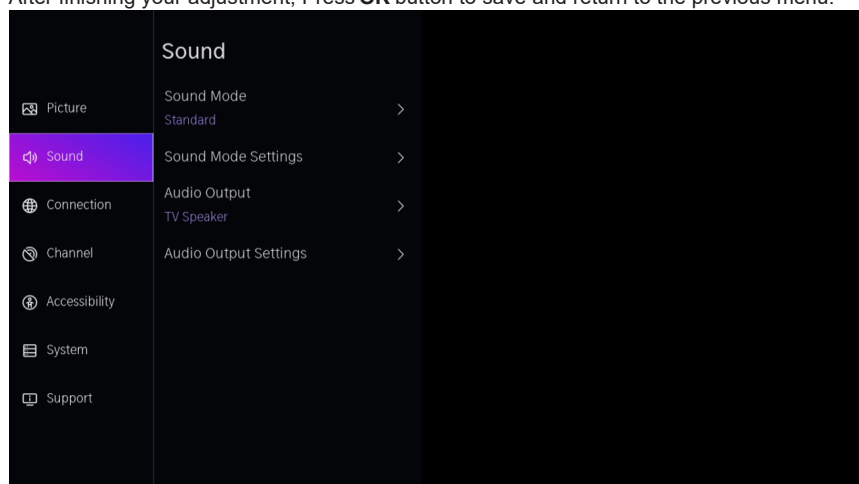 After finishing your adjustment, Press OK button to save and return to the previous menu.
Sound
Picture
Sound
Connection
Channel
Accessibility
System
Support
Sound Mode
Standard
Sound Mode Settings
Audio Output
TV Speaker
Audio Output Settings